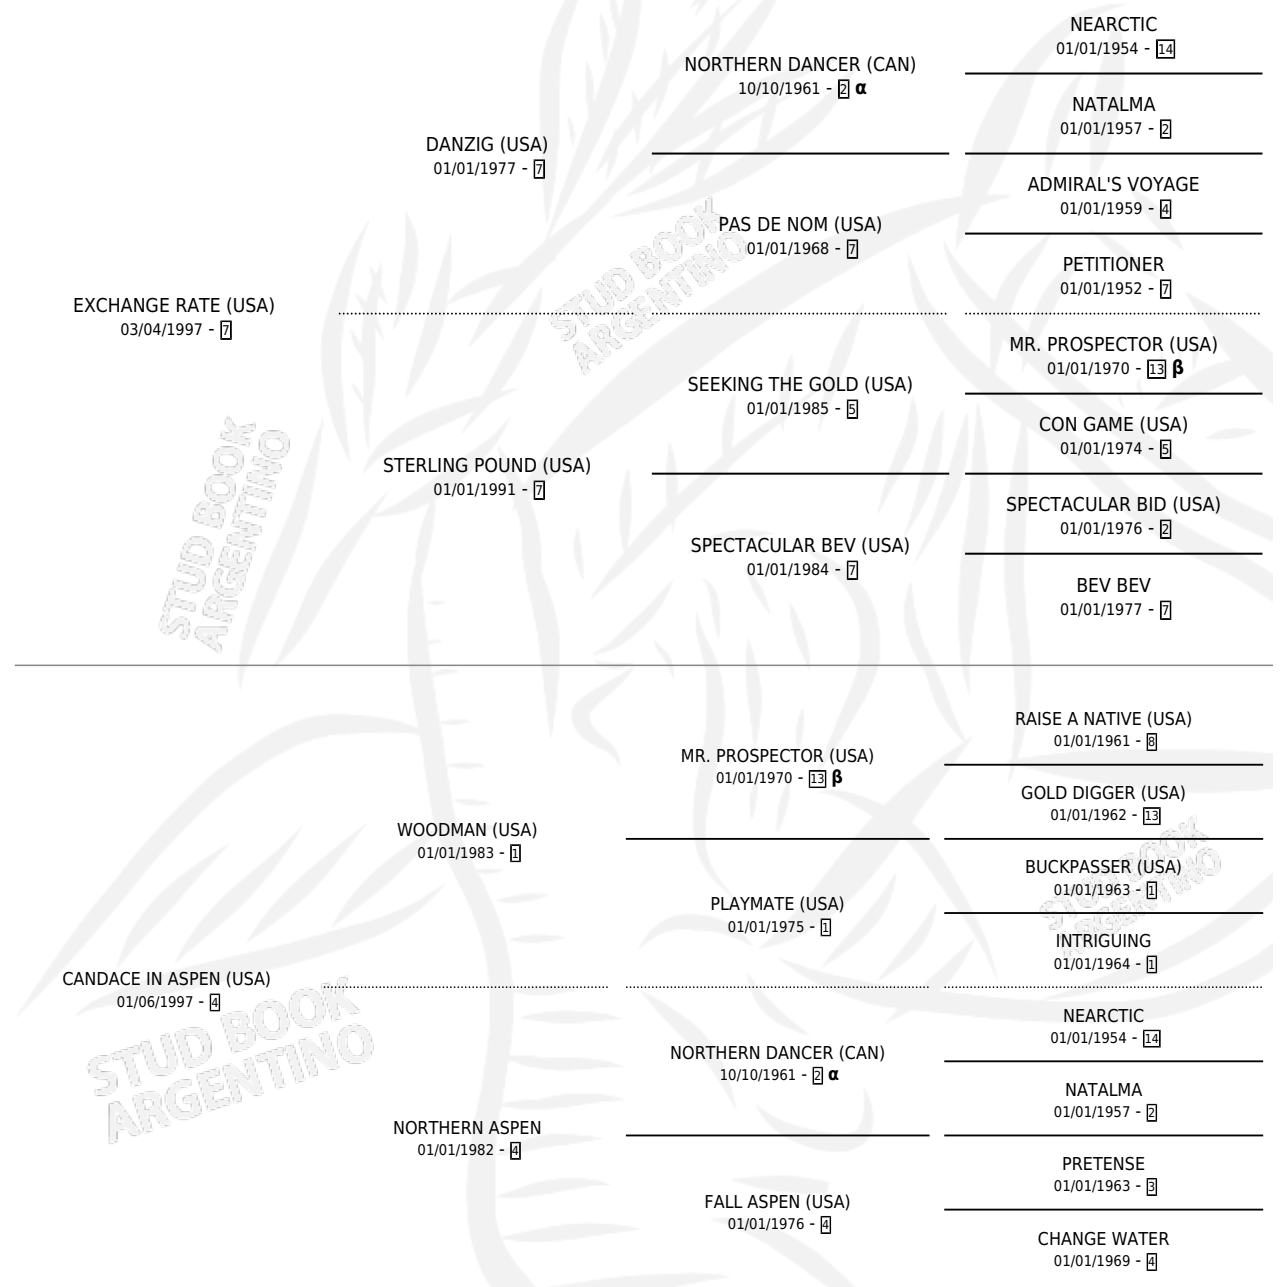 NEARCTIC
01/01/1954 - 14
NORTHERN DANCER (CAN)
10/10/1961 - 2 α
NATALMA
01/01/1957 - 2
DANZIG (USA)
01/01/1977 - 7
ADMIRAL'S VOYAGE
01/01/1959 - 4
PAS DE NOM (USA)
01/01/1968 - 7
PETITIONER
01/01/1952 - 7
EXCHANGE RATE (USA)
03/04/1997 - 7
MR. PROSPECTOR (USA)
01/01/1970 - 13 β
SEEKING THE GOLD (USA)
01/01/1985 - 5
CON GAME (USA)
01/01/1974 - 5
STERLING POUND (USA)
01/01/1991 - 7
SPECTACULAR BID (USA)
01/01/1976 - 2
SPECTACULAR BEV (USA)
01/01/1984 - 7
BEV BEV
01/01/1977 - 7
STUD BOOK
ARGENTINO
STUD BOOK
ARGENTINO
RAISE A NATIVE (USA)
01/01/1961 - 8
MR. PROSPECTOR (USA)
01/01/1970 - 13 β
GOLD DIGGER (USA)
01/01/1962 - 13
WOODMAN (USA)
01/01/1983 - 1
BUCKPASSER (USA)
01/01/1963 - 1
PLAYMATE (USA)
01/01/1975 - 1
INTRIGUING
01/01/1964 - 1
CANDACE IN ASPEN (USA)
01/06/1997 - 4
NEARCTIC
01/01/1954 - 14
NORTHERN DANCER (CAN)
10/10/1961 - 2 α
NATALMA
01/01/1957 - 2
NORTHERN ASPEN
01/01/1982 - 4
PRETENSE
01/01/1963 - 3
FALL ASPEN (USA)
01/01/1976 - 4
CHANGE WATER
01/01/1969 - 4
STUD BOOK
ARGENTINO
STUD BOOK
ARGENTINO